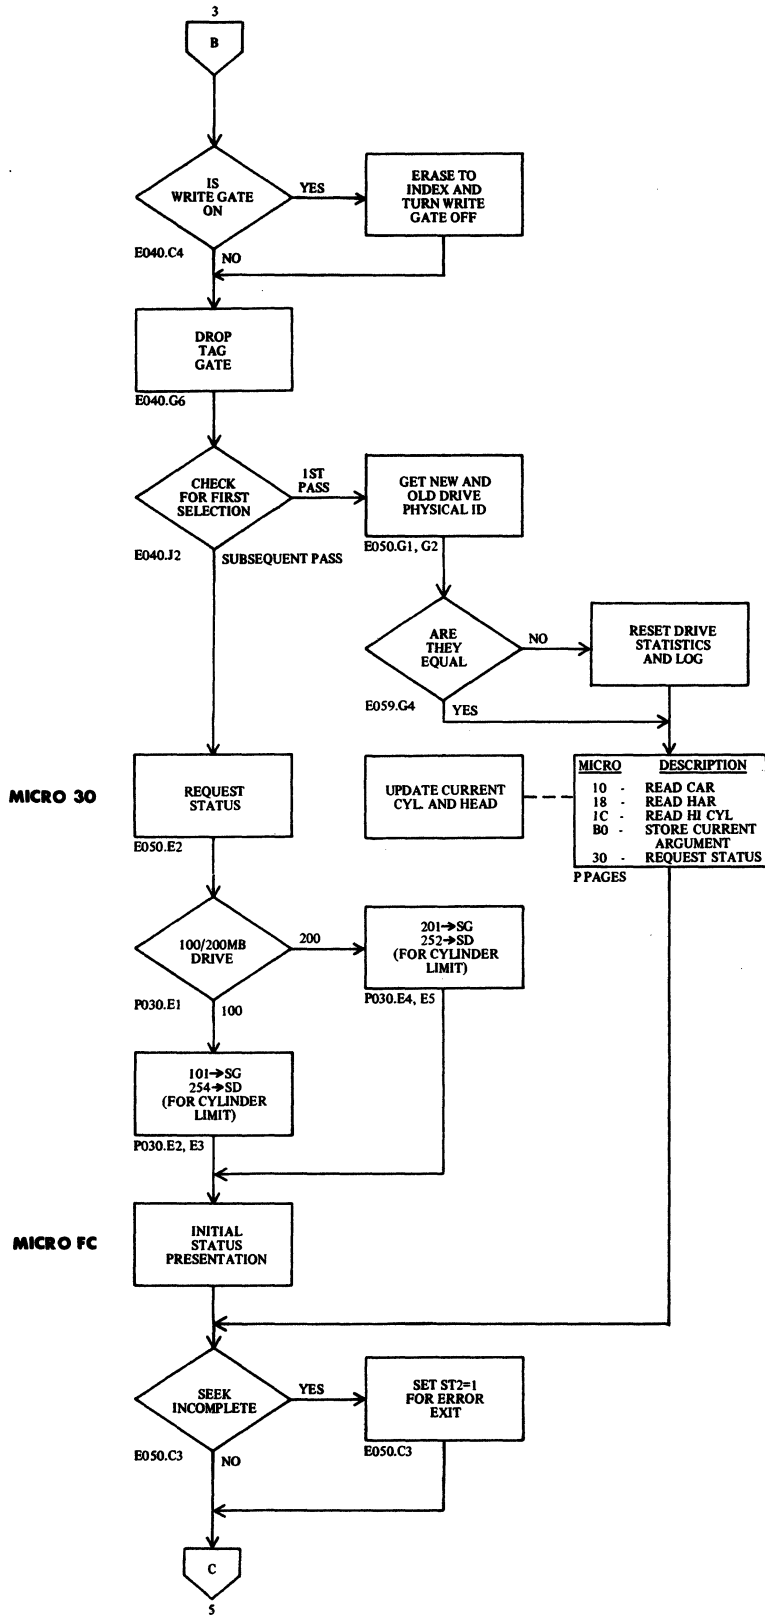 3
B
IS
WRITE GATE
ON
YES
ERASE TO
INDEX AND
TURN WRITE
GATE OFF
E040.C4
NO
DROP
TAG
GATE
E040.G6
CHECK
FOR FIRST
SELECTION
1ST
PASS
GET NEW AND
OLD DRIVE
PHYSICAL ID
E040.J2
SUBSEQUENT PASS
E050.G1, G2
ARE
THEY
EQUAL
NO
RESET DRIVE
STATISTICS
AND LOG
E059.G4
YES
MICRO 30
REQUEST
STATUS
E050.E2
UPDATE CURRENT
CYL. AND HEAD
MICRO DESCRIPTION
10 - READ CAR
18 - READ HAR
1C - READ HI CYL
B0 - STORE CURRENT
ARGUMENT
30 - REQUEST STATUS
P PAGES
100/200MB
DRIVE
200
201→SG
252→SD
(FOR CYLINDER
LIMIT)
P030.E1
100
P030.E4, E5
101→SG
254→SD
(FOR CYLINDER
LIMIT)
P030.E2, E3
MICRO FC
INITIAL
STATUS
PRESENTATION
SEEK
INCOMPLETE
YES
SET ST2=1
FOR ERROR
EXIT
E050.C3
NO
E050.C3
C
5